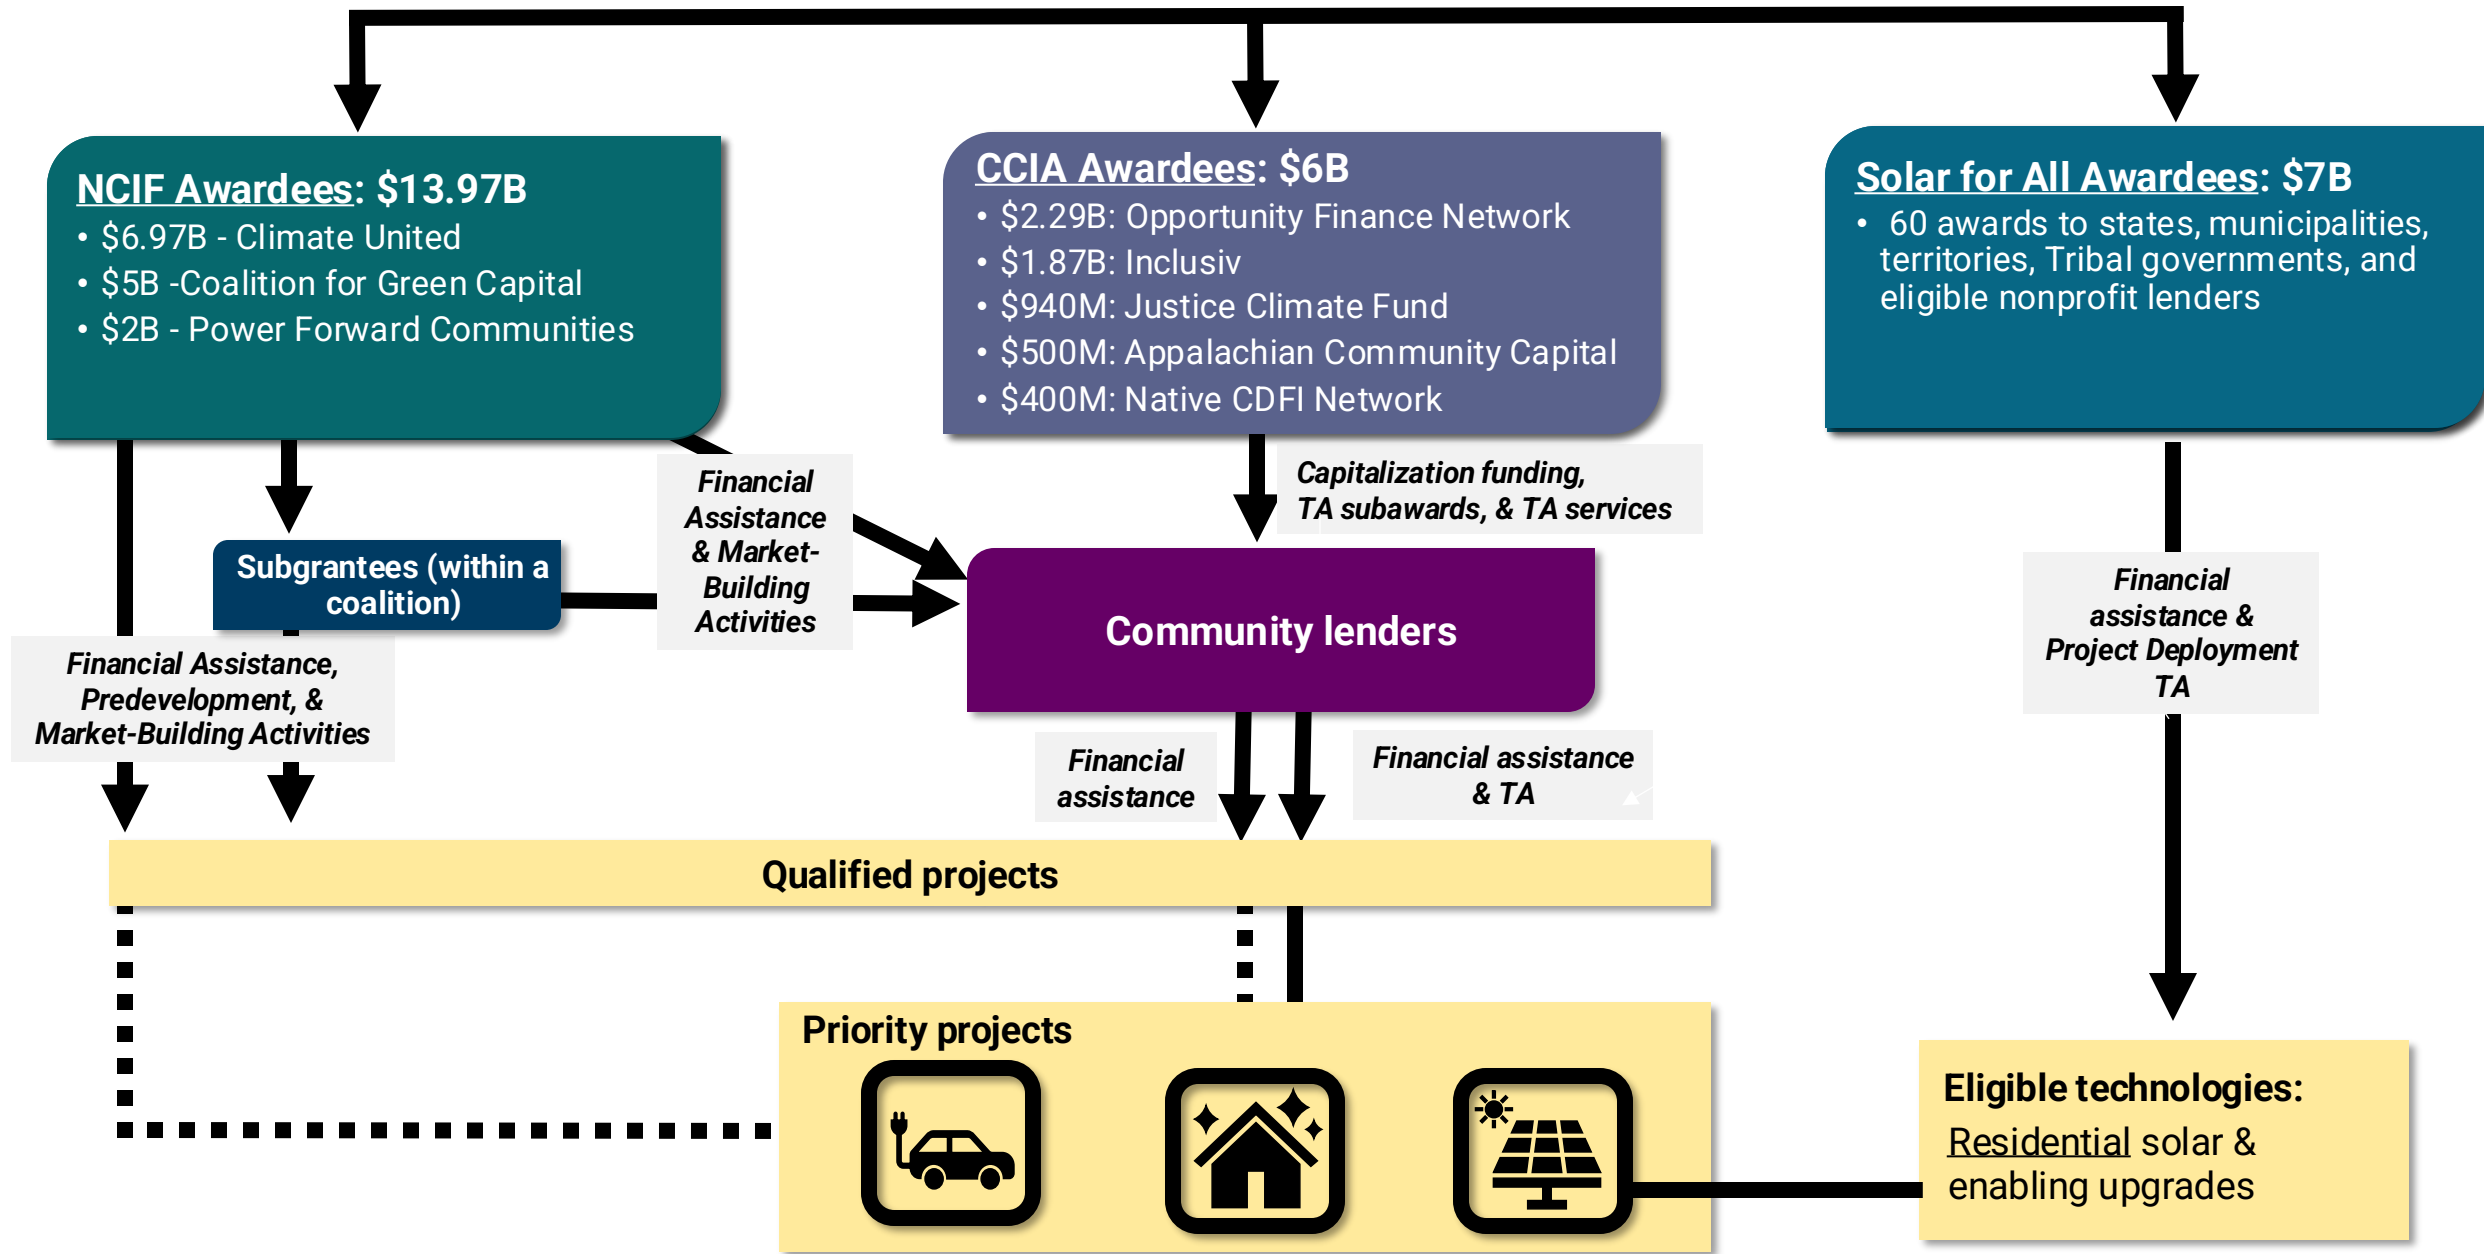 NCIF Awardees: $13.97B
• $6.97B - Climate United
• $5B -Coalition for Green Capital
• $2B - Power Forward Communities
CCIA Awardees: $6B
• $2.29B: Opportunity Finance Network
• $1.87B: Inclusiv
• $940M: Justice Climate Fund
• $500M: Appalachian Community Capital
• $400M: Native CDFI Network
Solar for All Awardees: $7B
• 60 awards to states, municipalities,
territories, Tribal governments, and
eligible nonprofit lenders
Financial
Assistance
& Market-
Building
Activities
Capitalization funding,
TA subawards, & TA services
Subgrantees (within a
coalition)
Community lenders
Financial
assistance &
Project Deployment
TA
Financial Assistance,
Predevelopment, &
Market-Building Activities
Financial
assistance
Financial assistance
& TA
Qualified projects
Priority projects
Eligible technologies:
Residential solar &
enabling upgrades